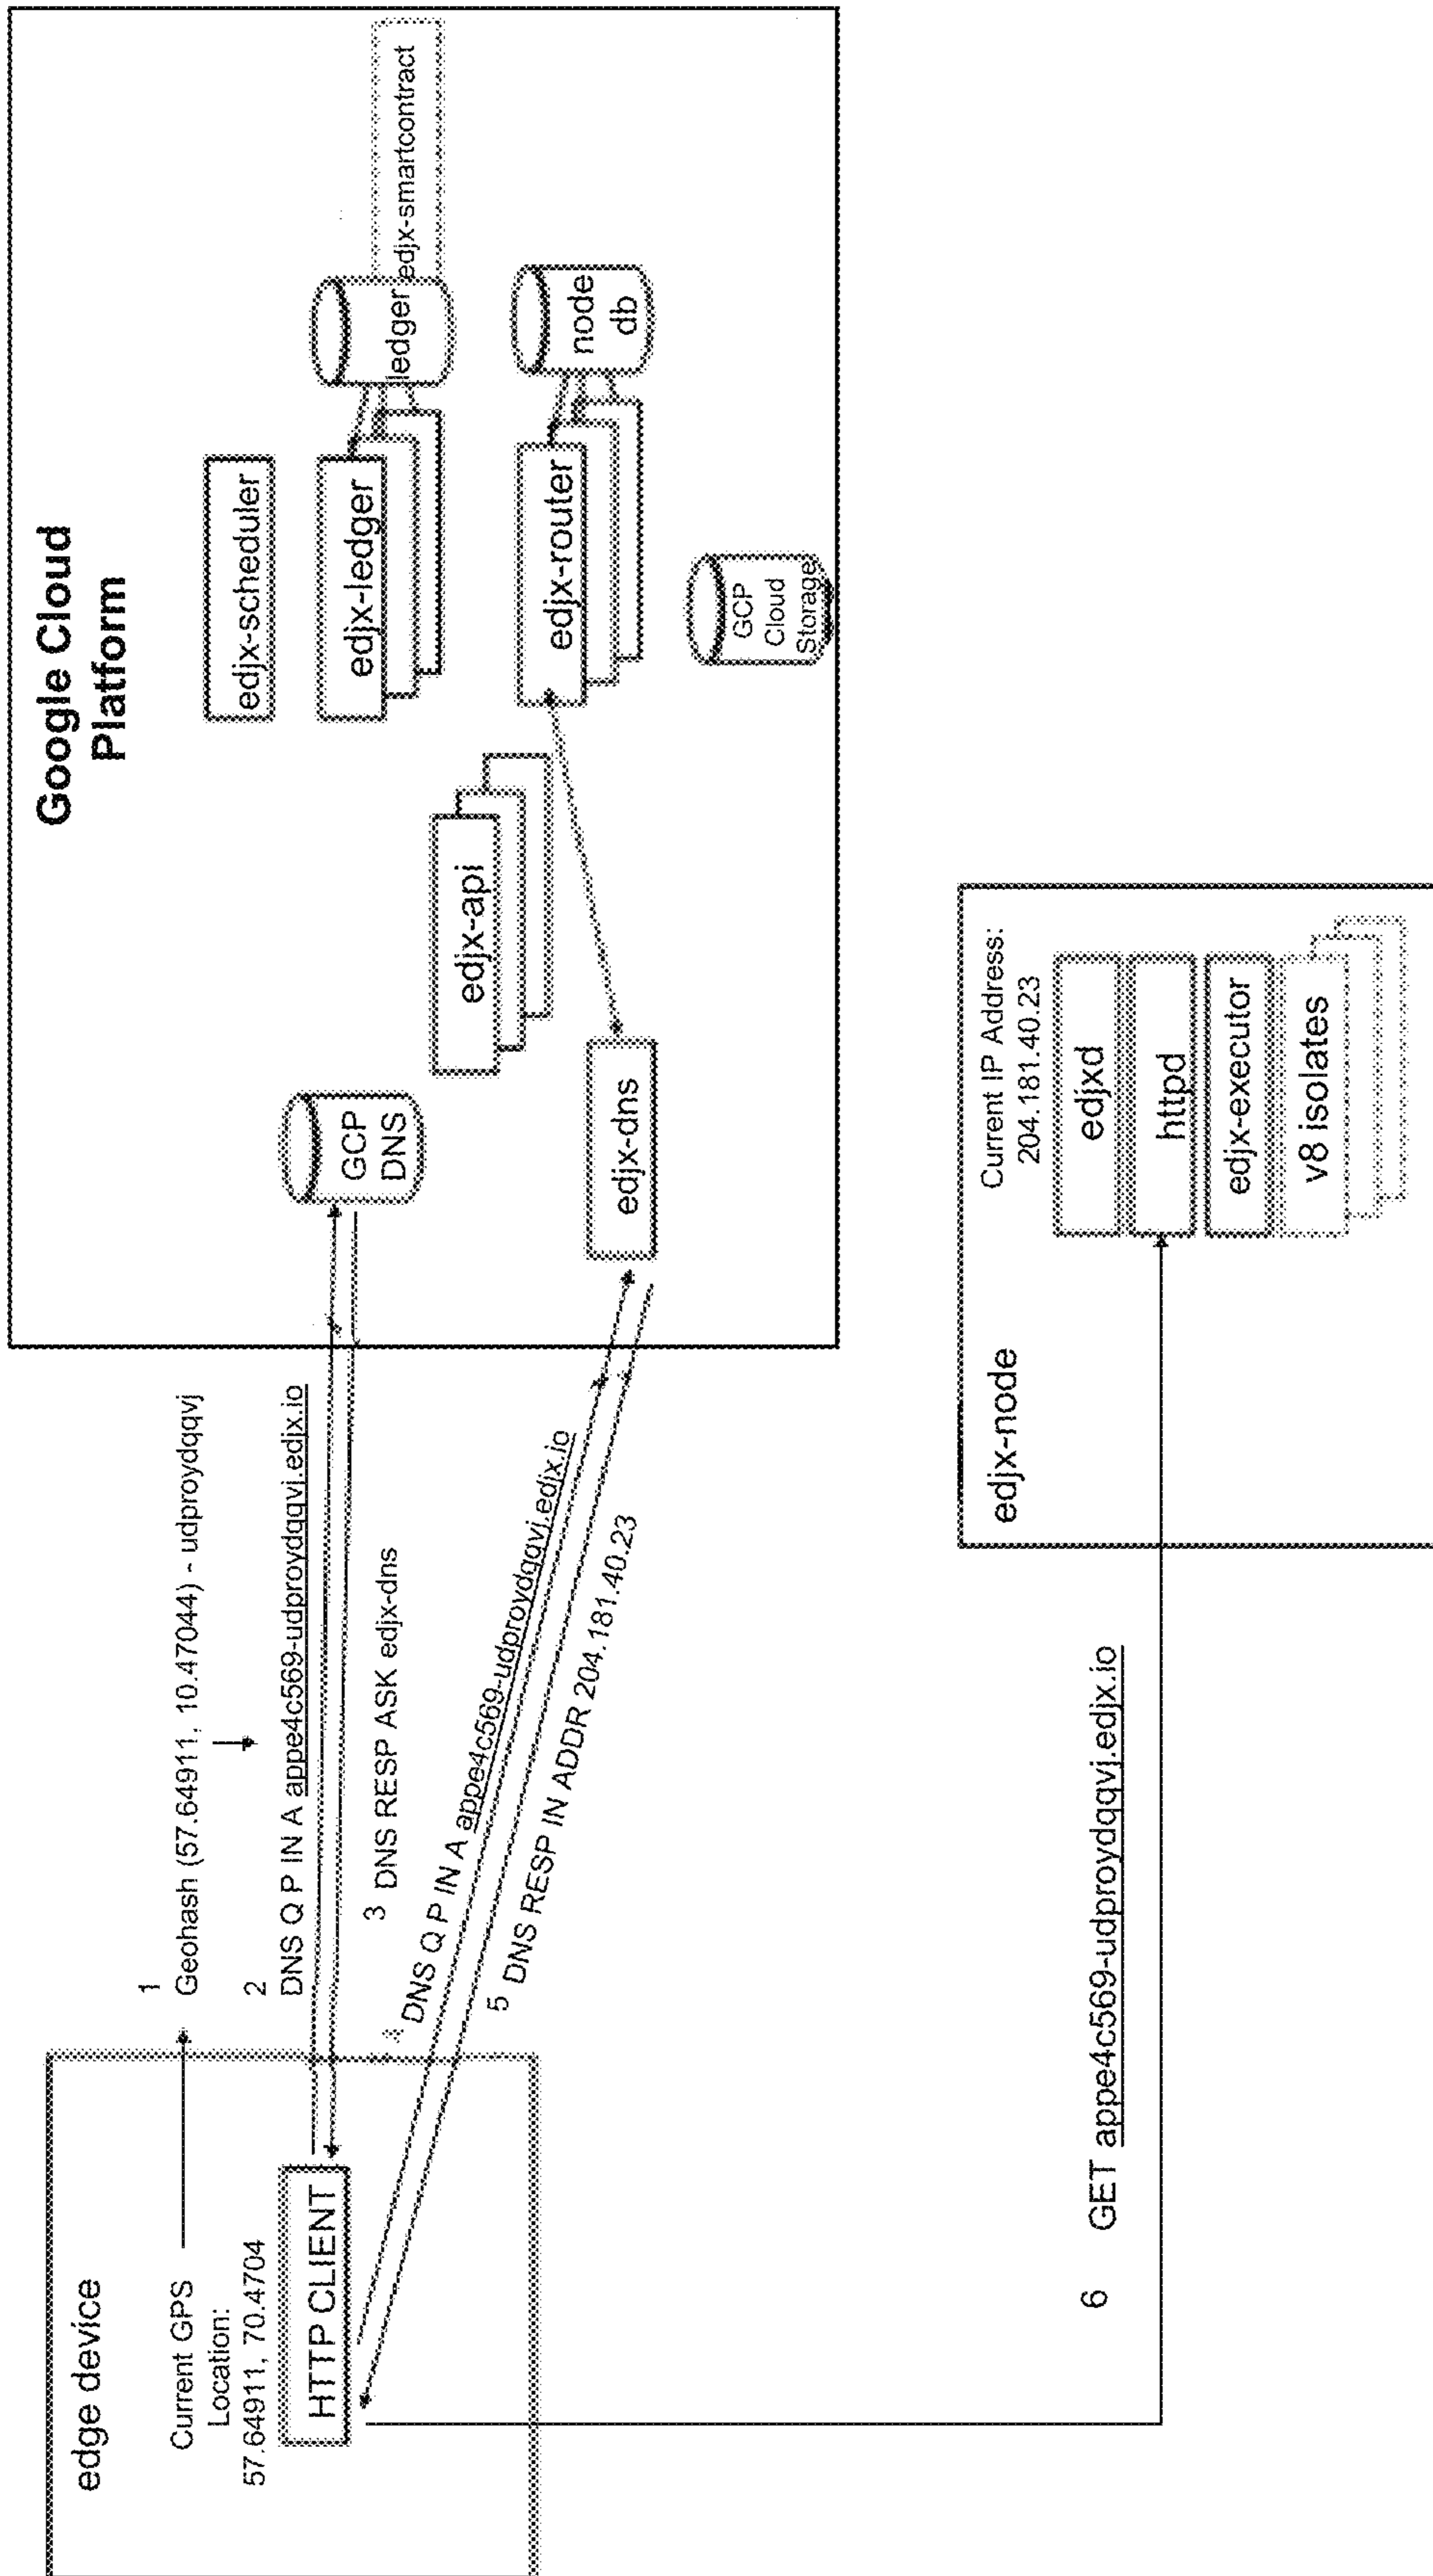 edge device
Current GPS
Location:
57.64911, 70.4704
HTTP CLIENT
1
Geohash (57.64911, 10.47044) - udproydqqvj
2
DNS Q P IN A appe4c569-udproydqqvj.edjx.io
3 DNS RESP ASK edjx-dns
4 DNS Q P IN A appe4c569-udproydqqvj.edjx.io
5 DNS RESP IN ADDR 204.181.40.23
Google Cloud
Platform
GCP
DNS
edjx-dns
edjx-api
edjx-scheduler
edjx-ledger
ledger
edjx-smartcontract
edjx-router
node
db
GCP
Cloud
Storage
6 GET appe4c569-udproydqqvj.edjx.io
edjx-node
Current IP Address:
204.181.40.23
edjxd
httpd
edjx-executor
v8 isolates